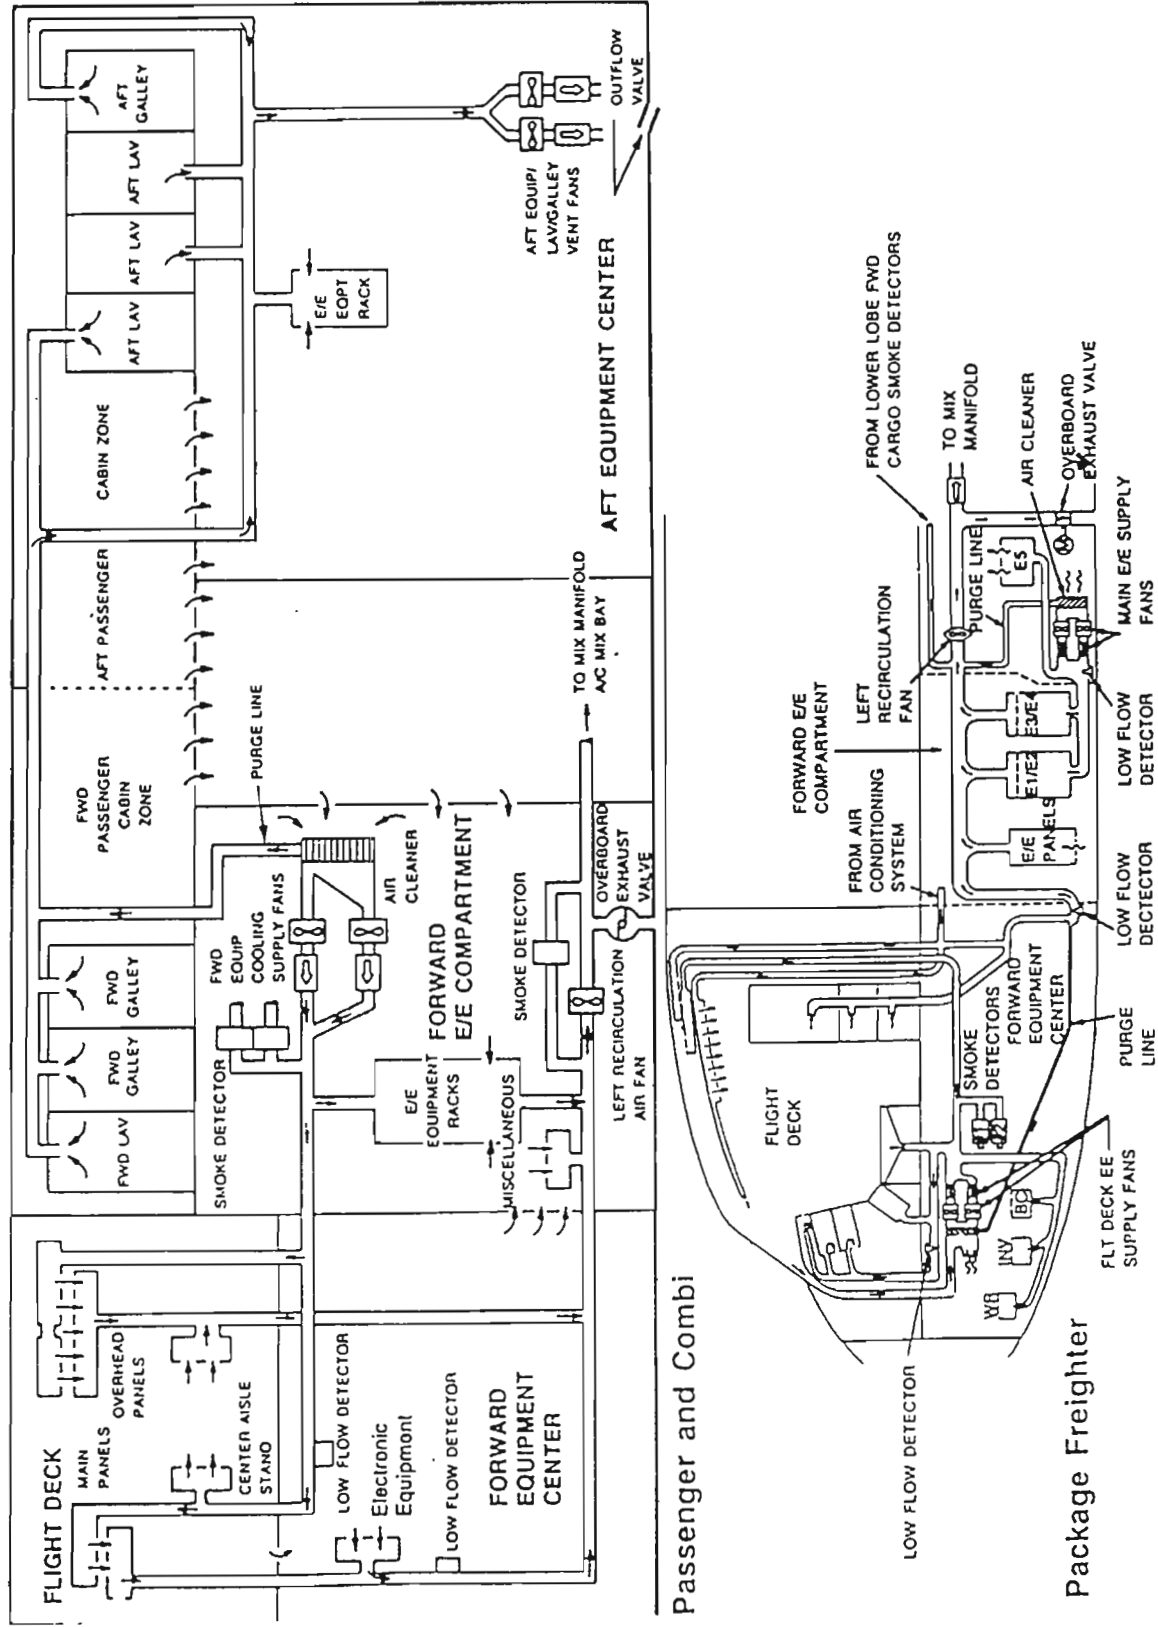 FLIGHT DECK
MAIN
PANELS
OVERHEAD
PANELS
CENTER AISLE
STANO
LOW FLOW DETECTOR
Electronic
Equipment
LOW FLOW DETECTOR
FORWARD
EQUIPMENT
CENTER
FWD LAV
FWD
GALLEY
FWD
GALLEY
SMOKE DETECTOR
FWD
EQUIP
COOLING
SUPPLY FANS
PURGE LINE
AIR
CLEANER
E/E
EQUIPMENT
RACKS
MISCELLANEOUS
FORWARD
E/E COMPARTMENT
SMOKE DETECTOR
LEFT RECIRCULATION
AIR FAN
OVERBOARD
EXHAUST
VALVE
TO MIX MANIFOLD
A/C MIX BAY
FWD
PASSENGER
CABIN
ZONE
AFT PASSENGER
CABIN ZONE
AFT LAV
AFT LAV
AFT LAV
AFT
GALLEY
E/E
EQPT
RACK
AFT EQUIP/
LAV/GALLEY
VENT FANS
OUTFLOW
VALVE
AFT EQUIPMENT CENTER
Passenger and Combi
FLIGHT
DECK
FROM AIR
CONDITIONING
SYSTEM
FORWARD E/E
COMPARTMENT
LEFT
RECIRCULATION
FAN
FROM LOWER LOBE FWD
CARGO SMOKE DETECTORS
TO MIX
MANIFOLD
PURGE LINE
E5
AIR CLEANER
OVERBOARD
EXHAUST VALVE
MAIN E/E SUPPLY
FANS
LOW FLOW
DETECTOR
E3/E4
E1/E2
E/E
PANELS
LOW FLOW
DECTECTOR
PURGE
LINE
SMOKE
DETECTORS
FORWARD
EQUIPMENT
CENTER
BC
INV
WR
FLT DECK EE
SUPPLY FANS
LOW FLOW DETECTOR
Package Freighter